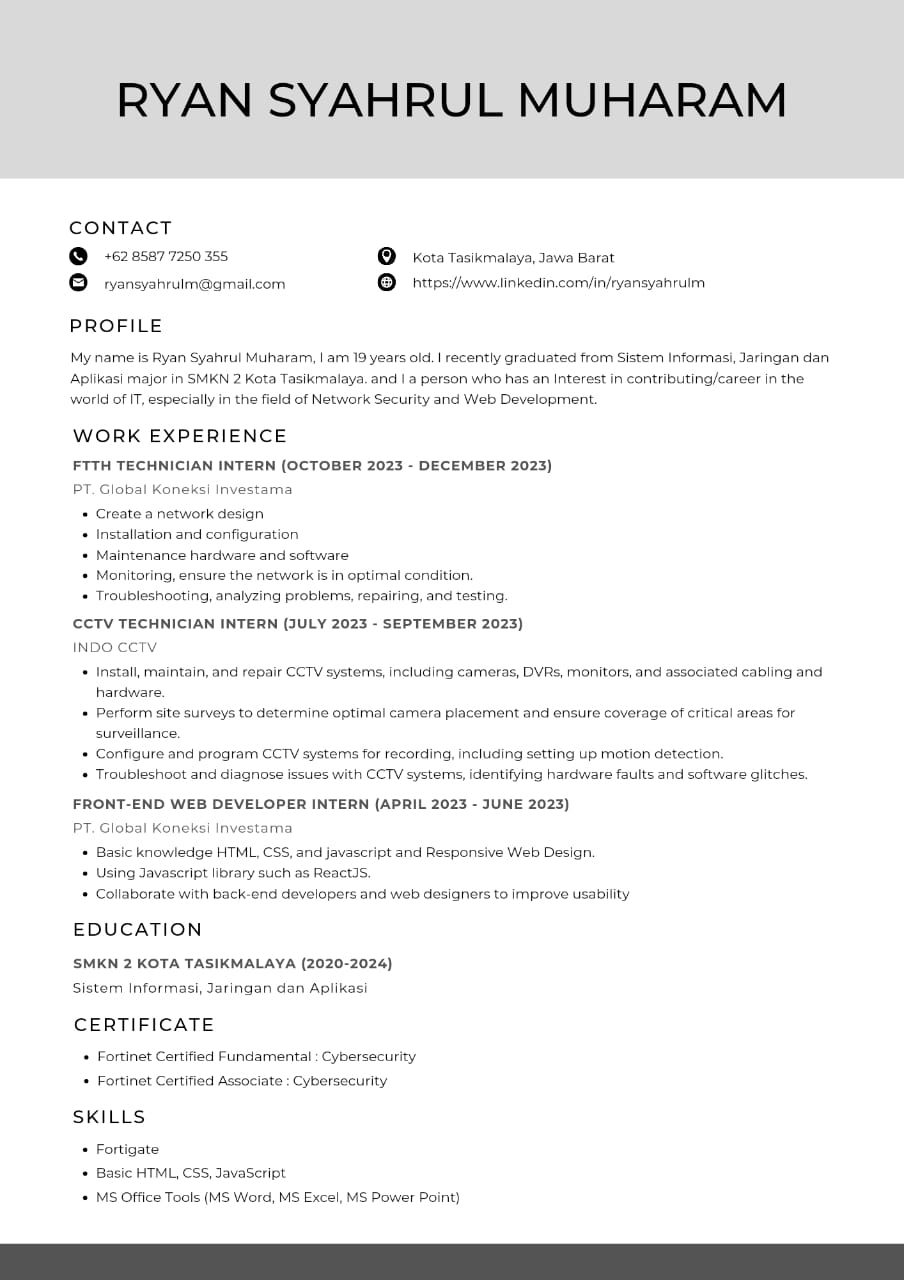 RYAN SYAHRUL MUHARAM
CONTACT
+62 8587 7250 355
Kota Tasikmalaya, Jawa Barat
ryansyahrulm@gmail.com
https://www.linkedin.com/in/ryansyahrulm
PROFILE
My name is Ryan Syahrul Muharam, I am 19 years old. I recently graduated from Sistem Informasi, Jaringan dan
Aplikasi major in SMKN 2 Kota Tasikmalaya. and I a person who has an Interest in contributing/career in the
world of IT, especially in the field of Network Security and Web Development.
WORK EXPERIENCE
FTTH TECHNICIAN INTERN (OCTOBER 2023 - DECEMBER 2023)
PT. Global Koneksi Investama
• Create a network design
• Installation and configuration
• Maintenance hardware and software
• Monitoring, ensure the network is in optimal condition.
• Troubleshooting, analyzing problems, repairing, and testing.
CCTV TECHNICIAN INTERN (JULY 2023 - SEPTEMBER 2023)
INDO CCTV
• Install, maintain, and repair CCTV systems, including cameras, DVRs, monitors, and associated cabling and
hardware.
• Perform site surveys to determine optimal camera placement and ensure coverage of critical areas for
surveillance.
• Configure and program CCTV systems for recording, including setting up motion detection.
• Troubleshoot and diagnose issues with CCTV systems, identifying hardware faults and software glitches.
FRONT-END WEB DEVELOPER INTERN (APRIL 2023 - JUNE 2023)
PT. Global Koneksi Investama
• Basic knowledge HTML, CSS, and javascript and Responsive Web Design.
• Using Javascript library such as ReactJS.
• Collaborate with back-end developers and web designers to improve usability
EDUCATION
SMKN 2 KOTA TASIKMALAYA (2020-2024)
Sistem Informasi, Jaringan dan Aplikasi
CERTIFICATE
• Fortinet Certified Fundamental : Cybersecurity
• Fortinet Certified Associate : Cybersecurity
SKILLS
• Fortigate
• Basic HTML, CSS, JavaScript
• MS Office Tools (MS Word, MS Excel, MS Power Point)